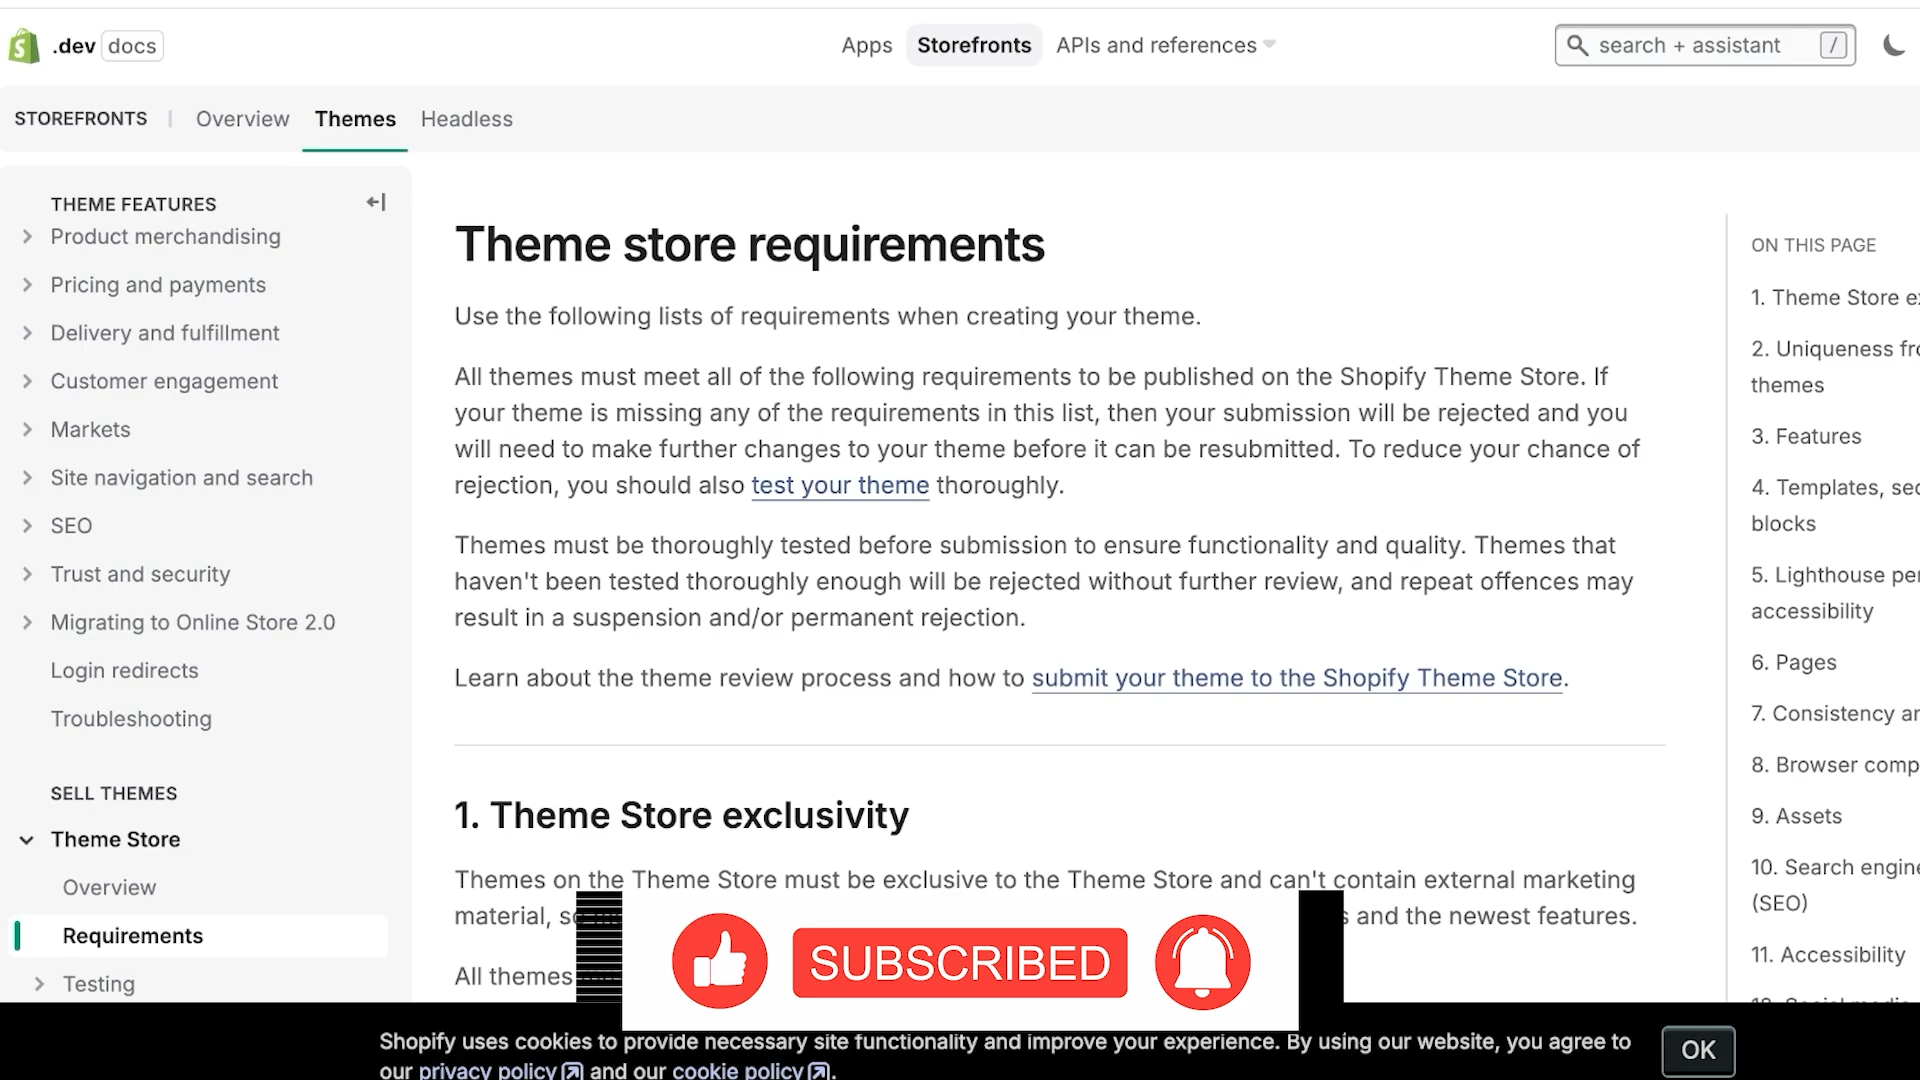 .dev docs
Apps Storefronts APIs and references
search + assistant /
STOREFRONTS | Overview Themes Headless
THEME FEATURES
Product merchandising
Pricing and payments
Delivery and fulfillment
Customer engagement
Markets
Site navigation and search
SEO
Trust and security
Migrating to Online Store 2.0
Login redirects
Troubleshooting
SELL THEMES
Theme Store
Overview
Requirements
Testing
Theme store requirements
Use the following lists of requirements when creating your theme.
All themes must meet all of the following requirements to be published on the Shopify Theme Store. If
your theme is missing any of the requirements in this list, then your submission will be rejected and you
will need to make further changes to your theme before it can be resubmitted. To reduce your chance of
rejection, you should also test your theme thoroughly.
Themes must be thoroughly tested before submission to ensure functionality and quality. Themes that
haven't been tested thoroughly enough will be rejected without further review, and repeat offences may
result in a suspension and/or permanent rejection.
Learn about the theme review process and how to submit your theme to the Shopify Theme Store.
1. Theme Store exclusivity
Themes on the Theme Store must be exclusive to the Theme Store and can't contain external marketing
material, and the newest features.
All themes
ON THIS PAGE
1. Theme Store
2. Uniqueness
themes
3. Features
4. Templates,
blocks
5. Lighthouse
accessibility
6. Pages
7. Consistency
8. Browser
9. Assets
10. Search
(SEO)
11. Accessibility
SUBSCRIBED
Shopify uses cookies to provide necessary site functionality and improve your experience. By using our website, you agree to
our privacy policy and our cookie policy.
OK